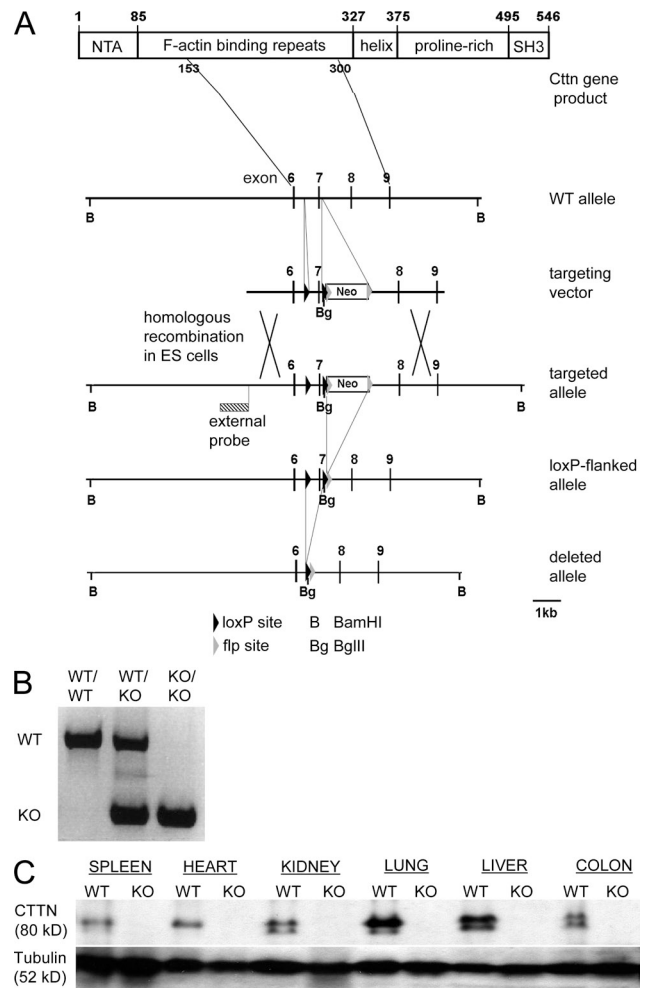 A
1 85 327 375 495 546
NTA F-actin binding repeats helix proline-rich SH3
153 300
Cttn gene
product
exon 6 7 8 9
B B
WT allele
6 7 8 9
Neo
Bg
targeting
vector
homologous
recombination
in ES cells
6 7 8 9
Neo
B Bg B
targeted
allele
external
probe
6 7 8 9
B Bg B
loxP-flanked
allele
6 8 9
B Bg B
deleted
allele
1kb
loxP site B BamHI
flp site Bg BglII
B
WT/ WT/ KO/
WT KO KO
WT
KO
C
SPLEEN HEART KIDNEY LUNG LIVER COLON
WT KO WT KO WT KO WT KO WT KO WT KO
CTTN
(80 kD)
Tubulin
(52 kD)